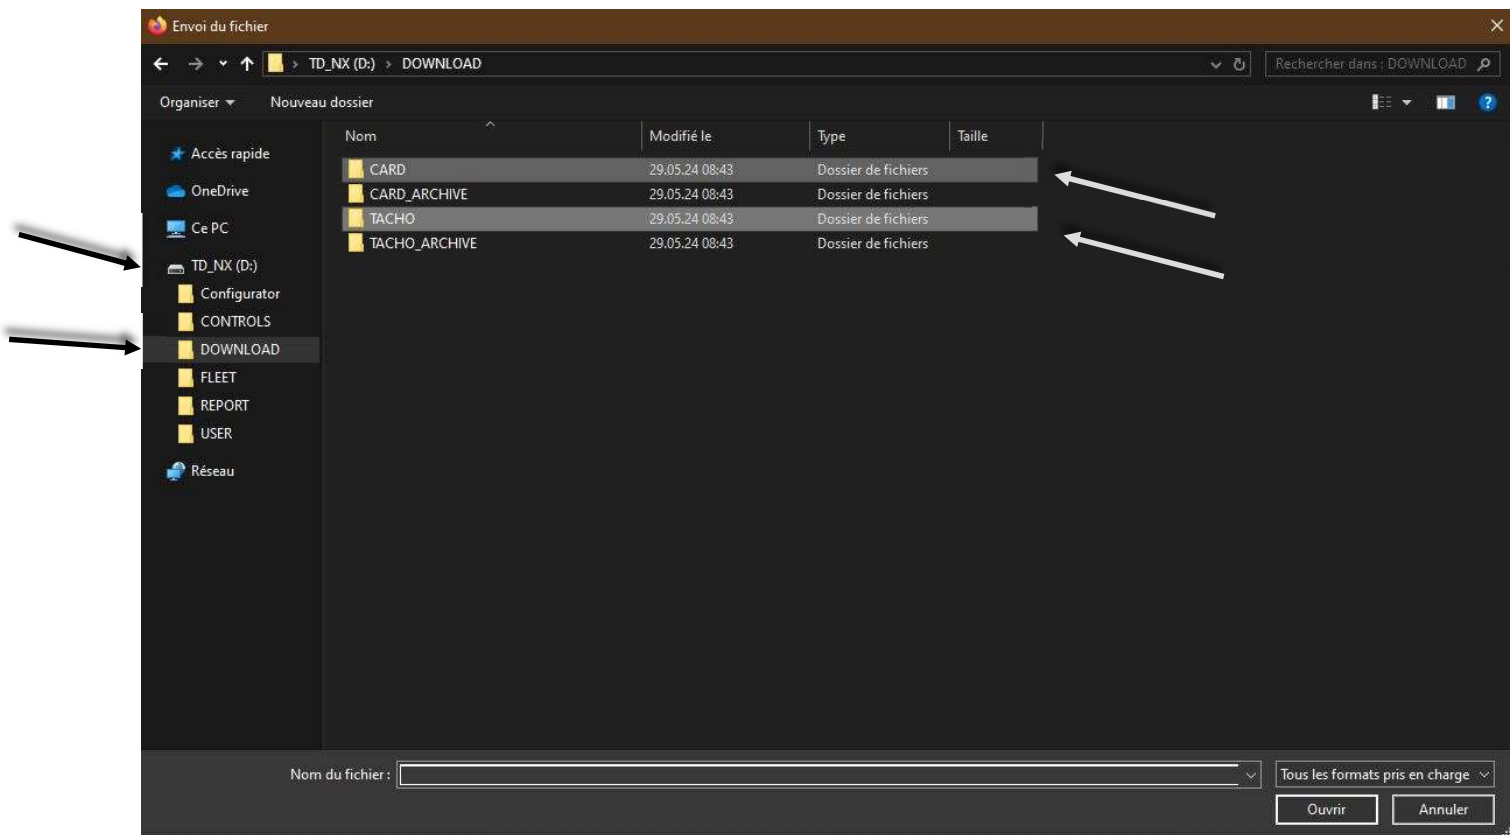 Envoi du fichier
TD_NX (D:) > DOWNLOAD
Rechercher dans : DOWNLOAD
Organiser
Nouveau dossier
Nom
Modifié le
Type
Taille
Accès rapide
OneDrive
Ce PC
TD_NX (D:)
Configurator
CONTROLS
DOWNLOAD
FLEET
REPORT
USER
Réseau
CARD 29.05.24 08:43 Dossier de fichiers
CARD_ARCHIVE 29.05.24 08:43 Dossier de fichiers
TACHO 29.05.24 08:43 Dossier de fichiers
TACHO_ARCHIVE 29.05.24 08:43 Dossier de fichiers
Nom du fichier :
Tous les formats pris en charge
Ouvrir
Annuler